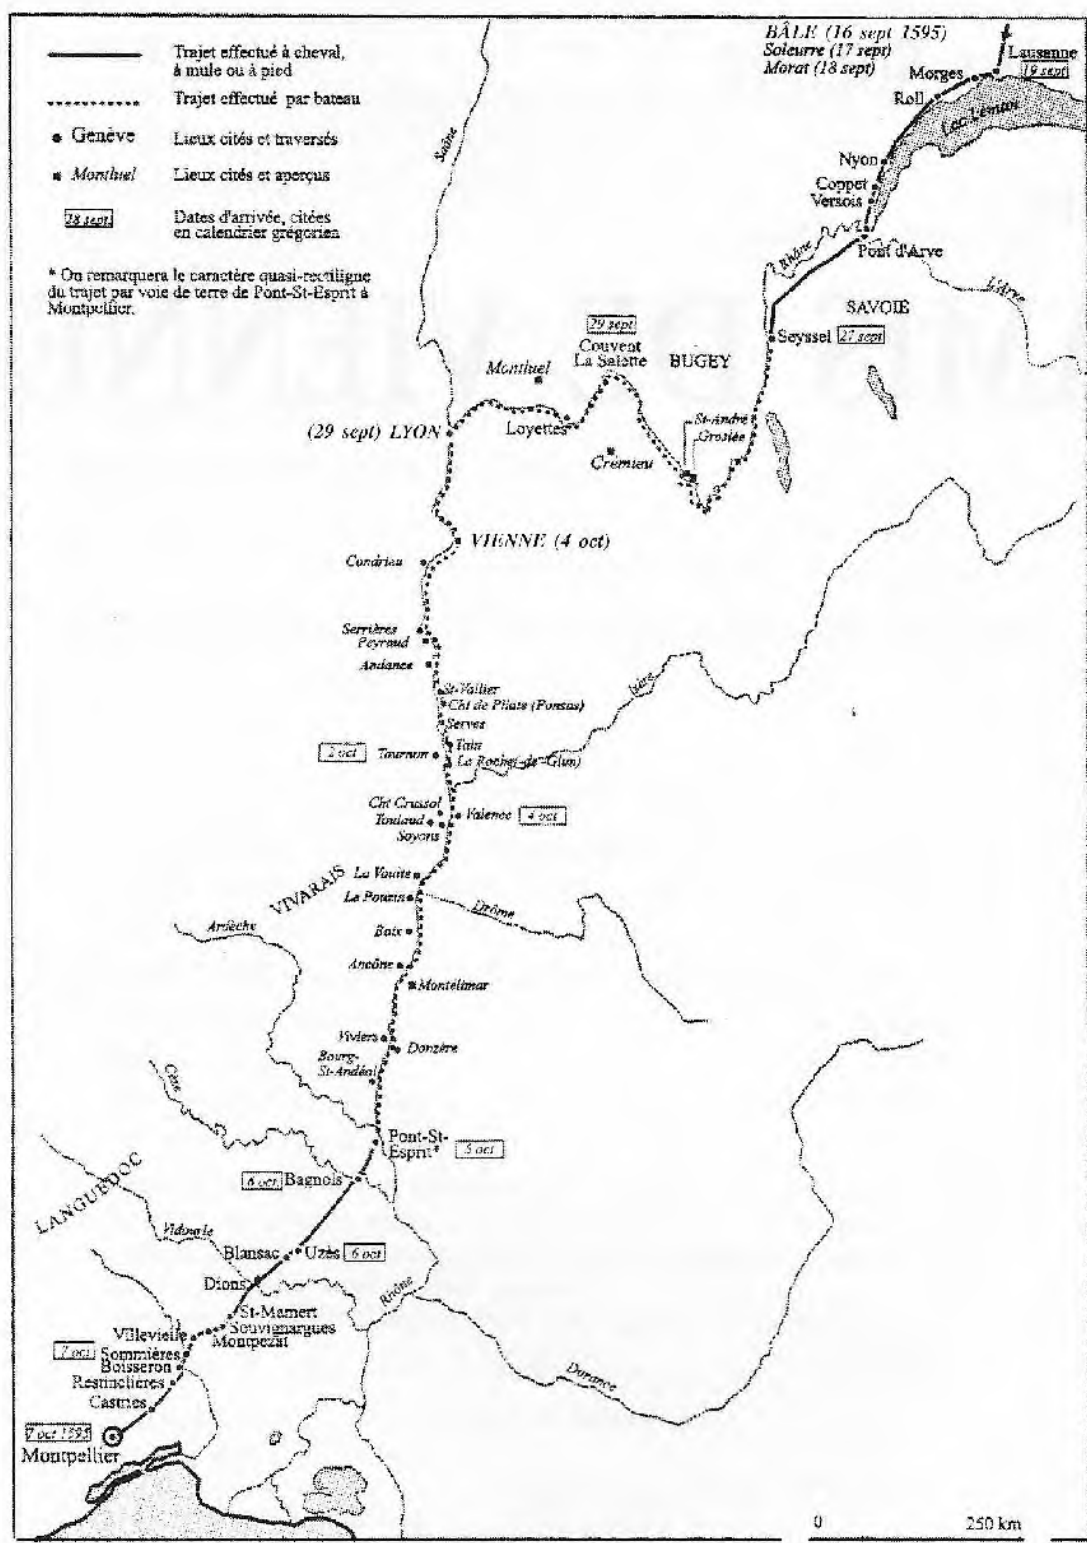 BÂLE (16 sept 1595)
Soleurre (17 sept)
Morat (18 sept)
Trajet effectué à cheval,
à mule ou à pied
Trajet effectué par bateau
Genève
Lieux cités et traversés
Montluel
Lieux cités et aperçus
28 sept.
Dates d'arrivée, citées
en calendrier grégorien
* On remarquera le caractère quasi-rectiligne
du trajet par voie de terre de Pont-St-Esprit à
Montpellier.
Lausanne
19 sept
Morges
Roll
Lac Léman
Saône
Nyon
Coppet
Versois
Pont d'Arve
Rhône
L'Arve
SAVOIE
Seyssel 27 sept
29 sept
Couvent
La Salette
BUGEY
Montluel
Loyettes
St-André
Groslée
(29 sept) LYON
Crémieu
VIENNE (4 oct)
Condrieu
Serrières
Peyraud
Andance
Isère
St-Vallier
Cht de Pilate (Ponsas)
Serves
Tain
2 oct Tournon
La Roche(-de-Glun)
Cht Crussol
Toulaud
Soyons
Valence 4 oct
La Voulte
VIVARAIS
Le Pouzin
Drôme
Ardèche
Baix
Ancône
Montélimar
Viviers
Donzère
Bourg-
St-Andéol
Cèze
Pont-St-
Esprit*
5 oct
LANGUEDOC
6 oct. Bagnols
Vidourle
Blansac
Uzès 6 oct
Dions
Rhône
St-Mamert
Souvignargues
Montpezat
Villevielle
7 oct Sommières
Boisseron
Restinclières
Castries
Durance
7 oct 1595
Montpellier
0 250 km